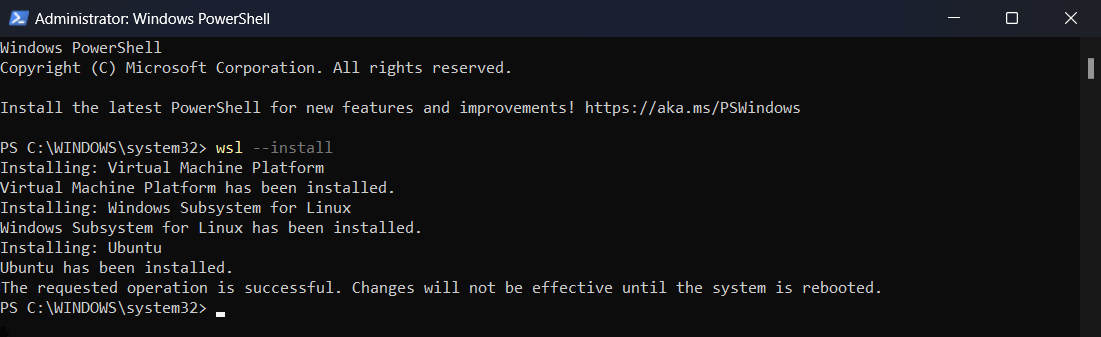 Administrator: Windows PowerShell
Windows PowerShell
Copyright (C) Microsoft Corporation. All rights reserved.
Install the latest PowerShell for new features and improvements! https://aka.ms/PSWindows
PS C:\WINDOWS\system32> wsl --install
Installing: Virtual Machine Platform
Virtual Machine Platform has been installed.
Installing: Windows Subsystem for Linux
Windows Subsystem for Linux has been installed.
Installing: Ubuntu
Ubuntu has been installed.
The requested operation is successful. Changes will not be effective until the system is rebooted.
PS C:\WINDOWS\system32>